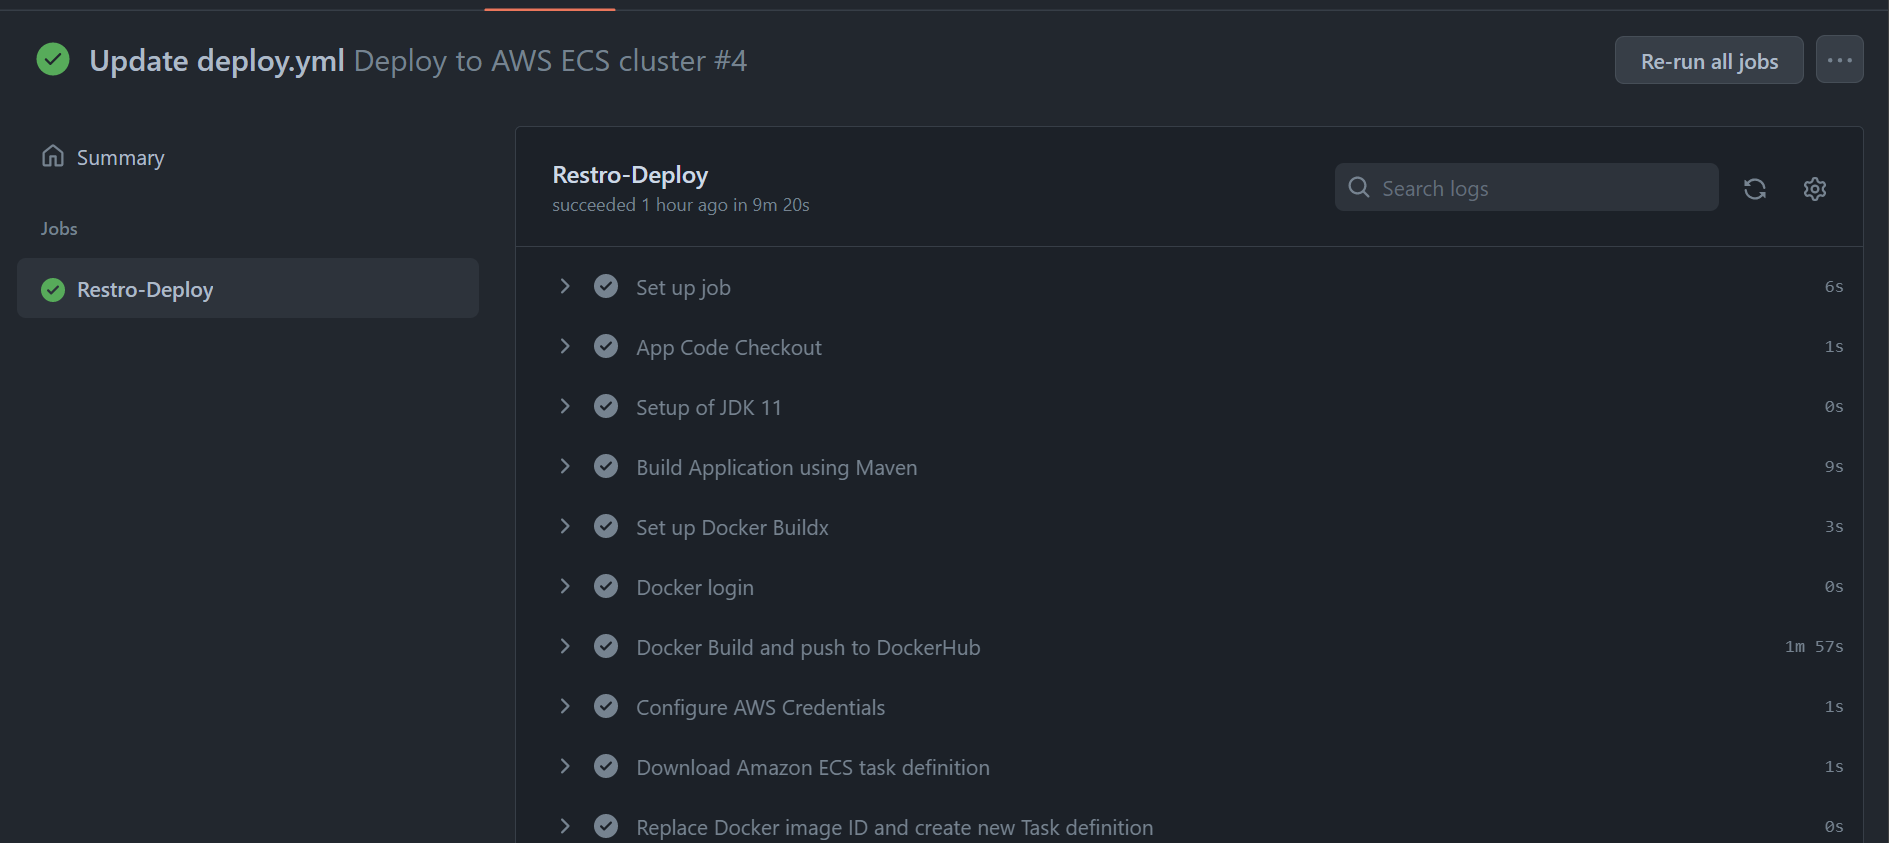 Update deploy.yml Deploy to AWS ECS cluster #4
Re-run all jobs
Summary
Jobs
Restro-Deploy
Restro-Deploy
succeeded 1 hour ago in 9m 20s
Search logs
Set up job 6s
App Code Checkout 1s
Setup of JDK 11 0s
Build Application using Maven 9s
Set up Docker Buildx 3s
Docker login 0s
Docker Build and push to DockerHub 1m 57s
Configure AWS Credentials 1s
Download Amazon ECS task definition 1s
Replace Docker image ID and create new Task definition 0s